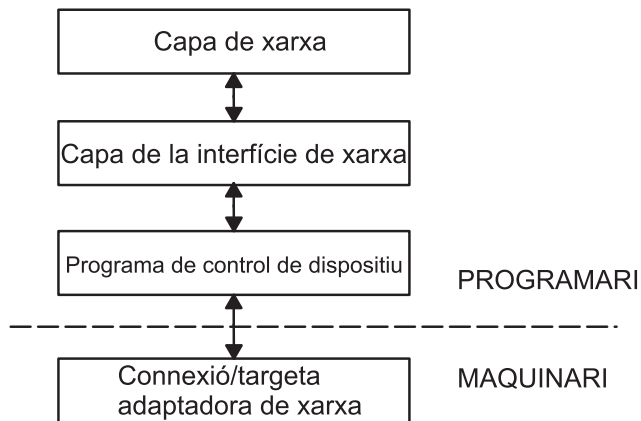 Capa de xarxa
Capa de la interfície de xarxa
Programa de control de dispositiu
PROGRAMARI
Connexió/targeta
adaptadora de xarxa
MAQUINARI